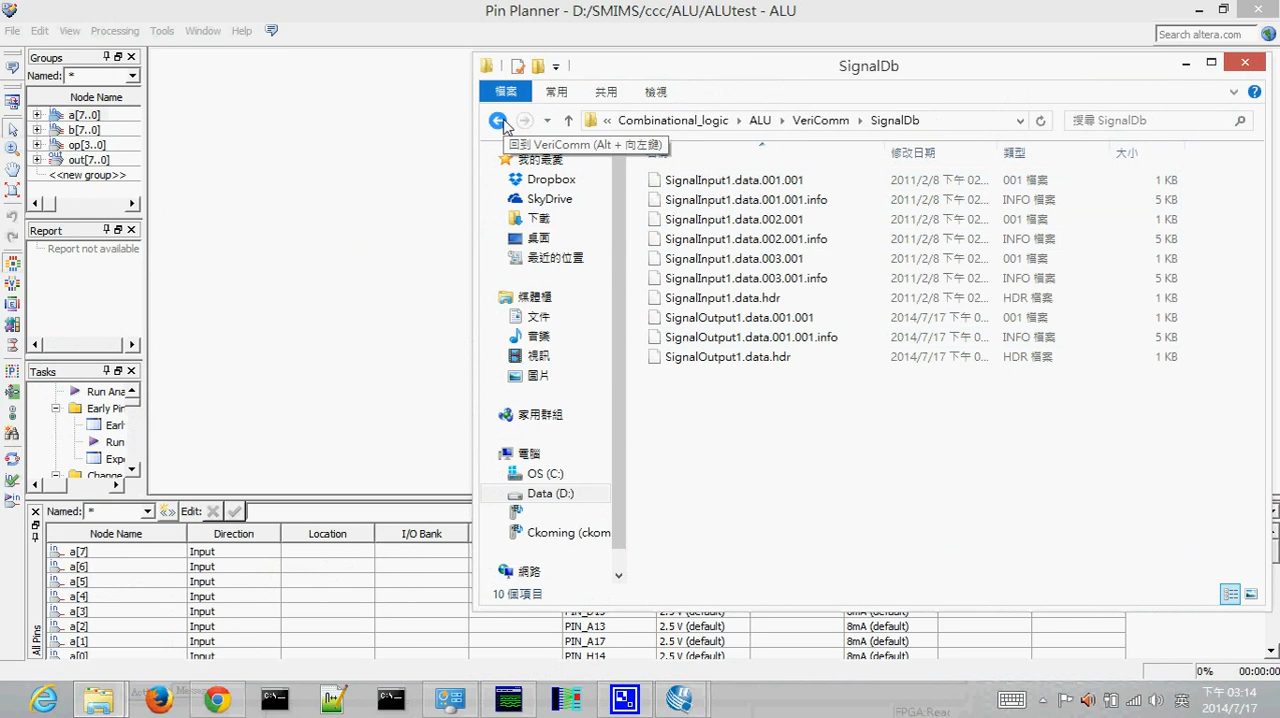 Pin Planner - D:/SMIMS/ccc/ALU/ALUtest - ALU
File Edit View Processing Tools Window Help
Search altera.com
Groups
Named: *
Node Name
a[7..0]
b[7..0]
op[3..0]
out[7..0]
<<new group>>
Report
Report not available
Tasks
Run Ana
Early Pin
Earl
Run
Expo
Change
SignalDb
檔案 常用 共用 檢視
« Combinational_logic ALU VeriComm SignalDb
搜尋 SignalDb
回到 VeriComm (Alt + 向左鍵)
修改日期 類型 大小
我的最愛
Dropbox
SkyDrive
下載
桌面
最近的位置
媒體櫃
文件
音樂
視訊
圖片
家用群組
電腦
OS (C:)
Data (D:)
Ckoming (ckom
網路
SignalInput1.data.001.001 2011/2/8 下午 02... 001 檔案 1 KB
SignalInput1.data.001.001.info 2011/2/8 下午 02... INFO 檔案 5 KB
SignalInput1.data.002.001 2011/2/8 下午 02... 001 檔案 1 KB
SignalInput1.data.002.001.info 2011/2/8 下午 02... INFO 檔案 5 KB
SignalInput1.data.003.001 2011/2/8 下午 02... 001 檔案 1 KB
SignalInput1.data.003.001.info 2011/2/8 下午 02... INFO 檔案 5 KB
SignalInput1.data.hdr 2011/2/8 下午 02... HDR 檔案 1 KB
SignalOutput1.data.001.001 2014/7/17 下午 0... 001 檔案 1 KB
SignalOutput1.data.001.001.info 2014/7/17 下午 0... INFO 檔案 5 KB
SignalOutput1.data.hdr 2014/7/17 下午 0... HDR 檔案 1 KB
10 個項目
Named: * Edit:
Node Name Direction Location I/O Bank
a[7] Input
a[6] Input
a[5] Input
a[4] Input
a[3] Input PIN_D15 2.5 V (default) 8mA (default)
a[2] Input PIN_A13 2.5 V (default) 8mA (default)
a[1] Input PIN_A17 2.5 V (default) 8mA (default)
a[0] Input PIN_H14 2.5 V (default) 8mA (default)
All Pins
0% 00:00:00
英
下午 03:14
2014/7/17